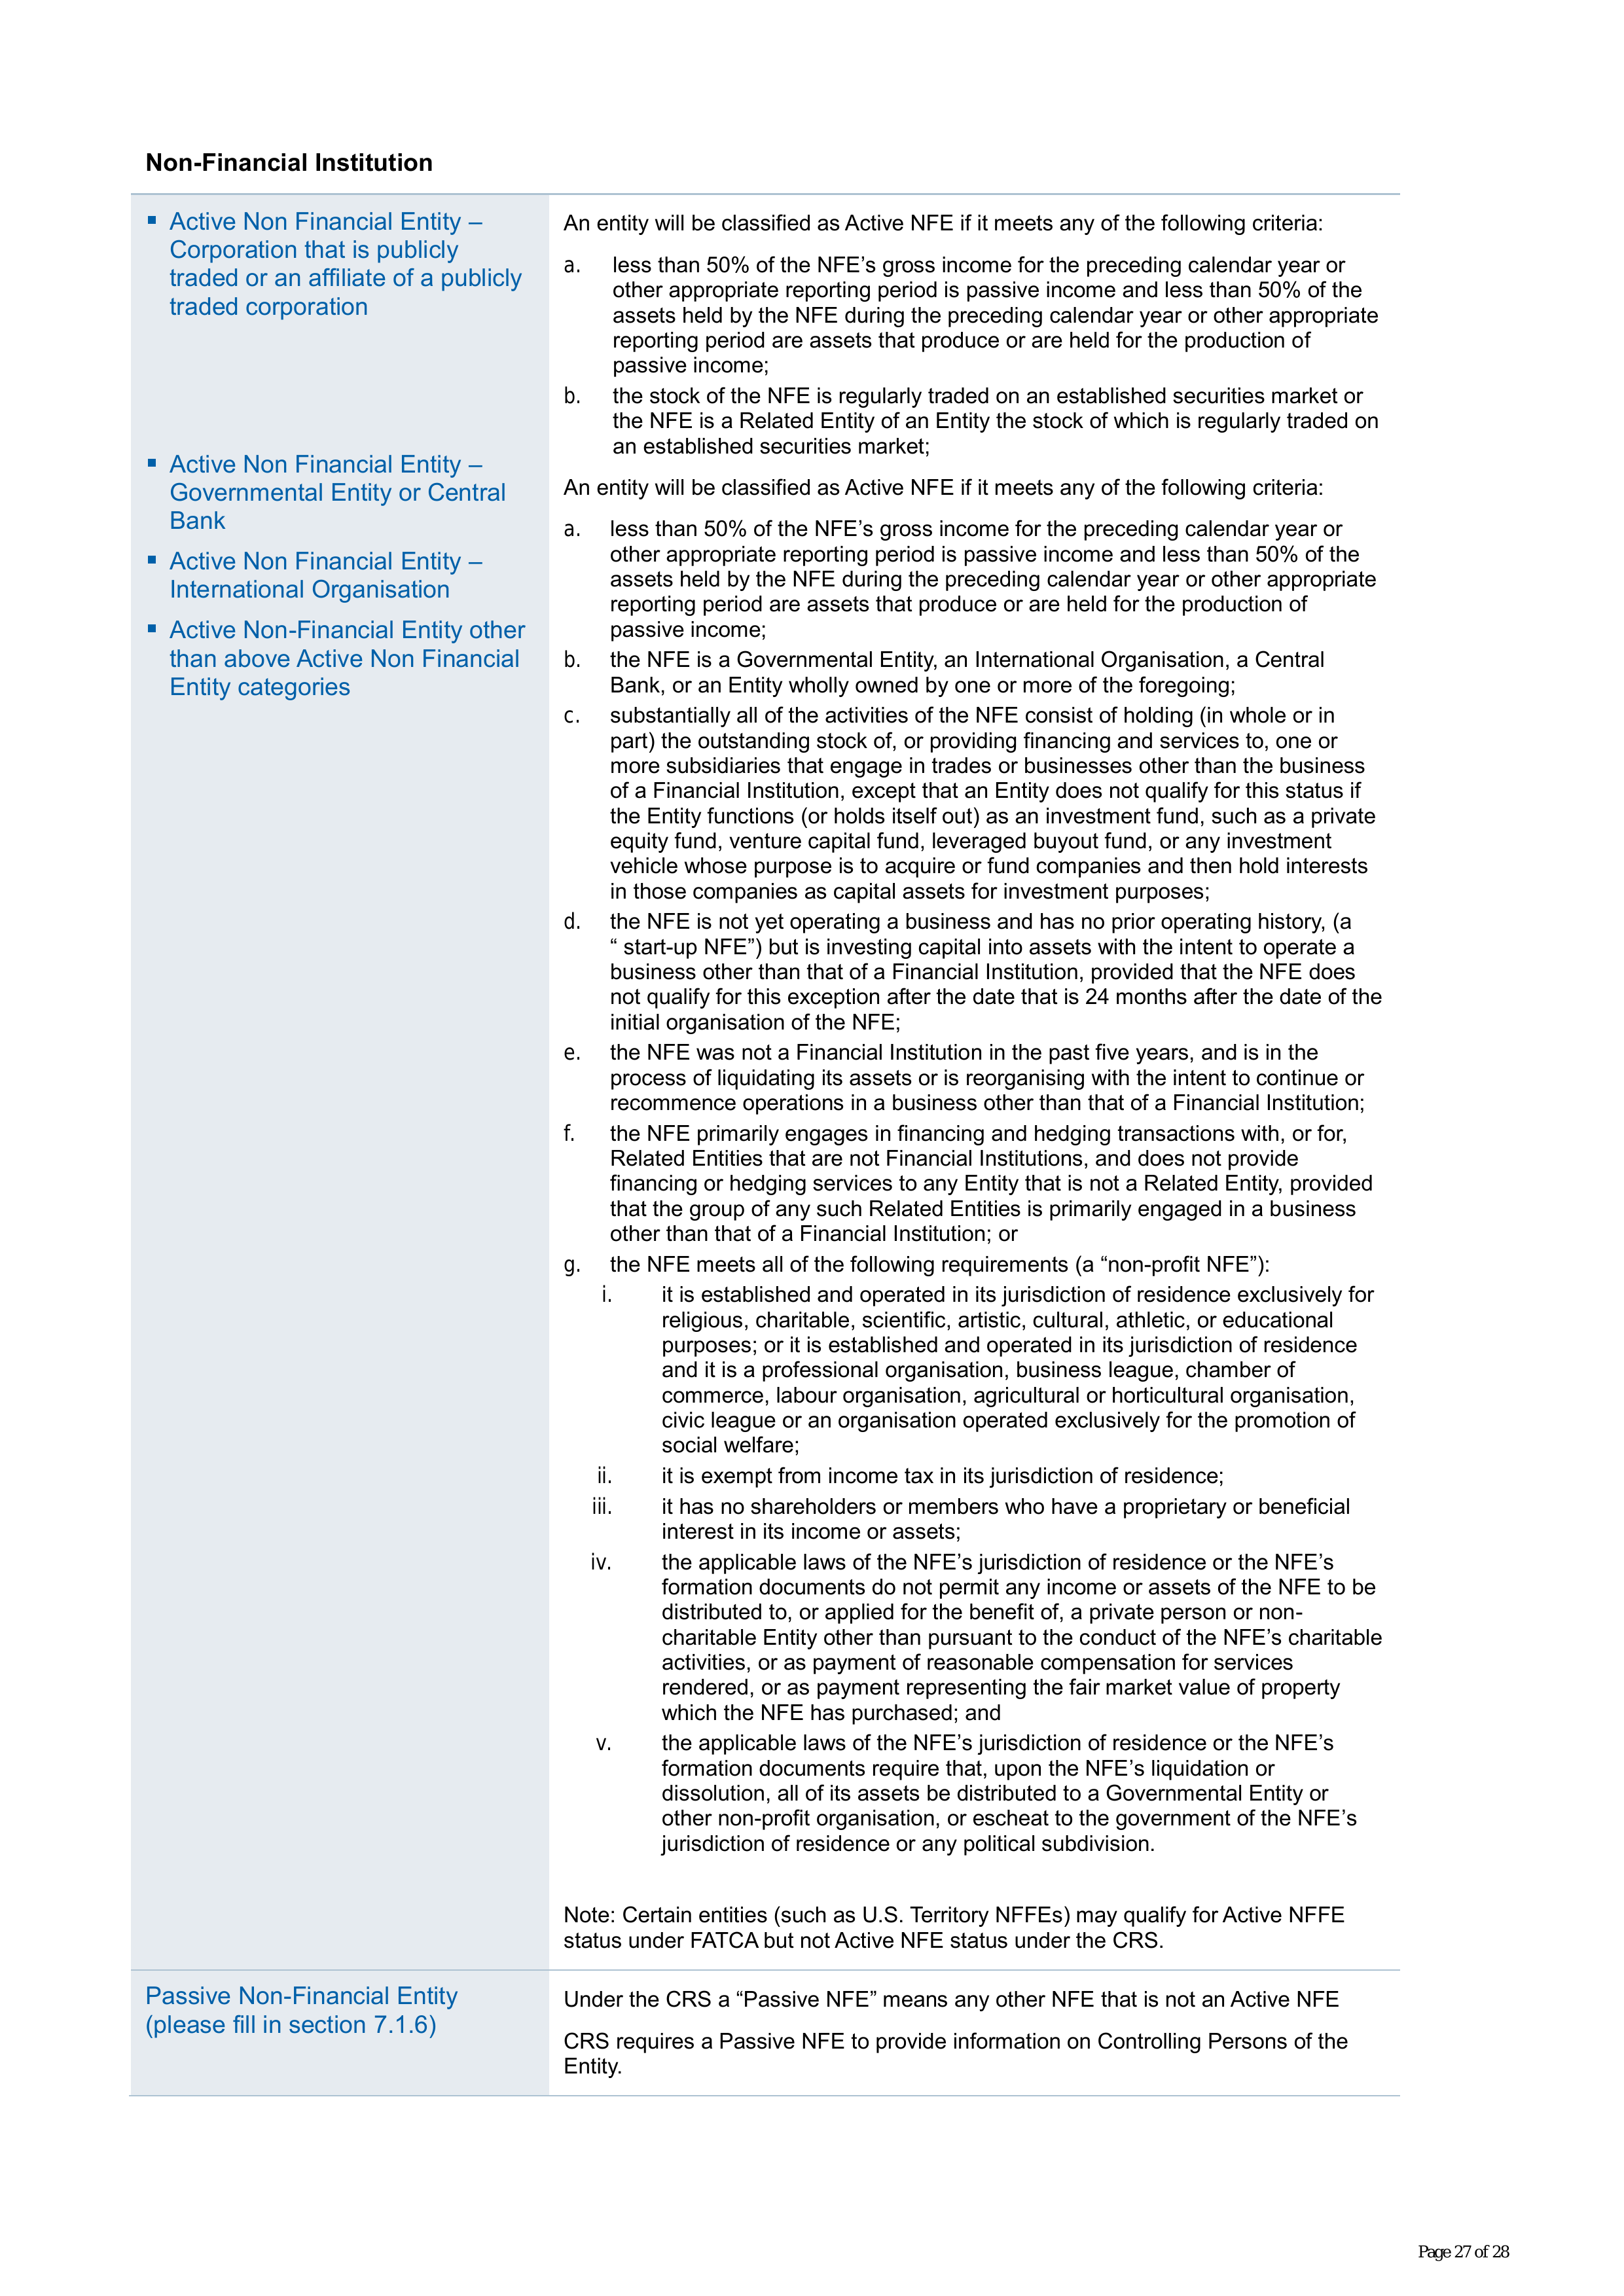 Non-Financial Institution
▪ Active Non Financial Entity –
Corporation that is publicly
traded or an affiliate of a publicly
traded corporation
An entity will be classified as Active NFE if it meets any of the following criteria:
a. less than 50% of the NFE’s gross income for the preceding calendar year or
other appropriate reporting period is passive income and less than 50% of the
assets held by the NFE during the preceding calendar year or other appropriate
reporting period are assets that produce or are held for the production of
passive income;
b. the stock of the NFE is regularly traded on an established securities market or
the NFE is a Related Entity of an Entity the stock of which is regularly traded on
an established securities market;
▪ Active Non Financial Entity –
Governmental Entity or Central
Bank
▪ Active Non Financial Entity –
International Organisation
▪ Active Non-Financial Entity other
than above Active Non Financial
Entity categories
An entity will be classified as Active NFE if it meets any of the following criteria:
a. less than 50% of the NFE’s gross income for the preceding calendar year or
other appropriate reporting period is passive income and less than 50% of the
assets held by the NFE during the preceding calendar year or other appropriate
reporting period are assets that produce or are held for the production of
passive income;
b. the NFE is a Governmental Entity, an International Organisation, a Central
Bank, or an Entity wholly owned by one or more of the foregoing;
c. substantially all of the activities of the NFE consist of holding (in whole or in
part) the outstanding stock of, or providing financing and services to, one or
more subsidiaries that engage in trades or businesses other than the business
of a Financial Institution, except that an Entity does not qualify for this status if
the Entity functions (or holds itself out) as an investment fund, such as a private
equity fund, venture capital fund, leveraged buyout fund, or any investment
vehicle whose purpose is to acquire or fund companies and then hold interests
in those companies as capital assets for investment purposes;
d. the NFE is not yet operating a business and has no prior operating history, (a
“ start-up NFE”) but is investing capital into assets with the intent to operate a
business other than that of a Financial Institution, provided that the NFE does
not qualify for this exception after the date that is 24 months after the date of the
initial organisation of the NFE;
e. the NFE was not a Financial Institution in the past five years, and is in the
process of liquidating its assets or is reorganising with the intent to continue or
recommence operations in a business other than that of a Financial Institution;
f. the NFE primarily engages in financing and hedging transactions with, or for,
Related Entities that are not Financial Institutions, and does not provide
financing or hedging services to any Entity that is not a Related Entity, provided
that the group of any such Related Entities is primarily engaged in a business
other than that of a Financial Institution; or
g. the NFE meets all of the following requirements (a “non-profit NFE”):
i. it is established and operated in its jurisdiction of residence exclusively for
religious, charitable, scientific, artistic, cultural, athletic, or educational
purposes; or it is established and operated in its jurisdiction of residence
and it is a professional organisation, business league, chamber of
commerce, labour organisation, agricultural or horticultural organisation,
civic league or an organisation operated exclusively for the promotion of
social welfare;
ii. it is exempt from income tax in its jurisdiction of residence;
iii. it has no shareholders or members who have a proprietary or beneficial
interest in its income or assets;
iv. the applicable laws of the NFE’s jurisdiction of residence or the NFE’s
formation documents do not permit any income or assets of the NFE to be
distributed to, or applied for the benefit of, a private person or non-
charitable Entity other than pursuant to the conduct of the NFE’s charitable
activities, or as payment of reasonable compensation for services
rendered, or as payment representing the fair market value of property
which the NFE has purchased; and
v. the applicable laws of the NFE’s jurisdiction of residence or the NFE’s
formation documents require that, upon the NFE’s liquidation or
dissolution, all of its assets be distributed to a Governmental Entity or
other non-profit organisation, or escheat to the government of the NFE’s
jurisdiction of residence or any political subdivision.
Note: Certain entities (such as U.S. Territory NFFEs) may qualify for Active NFFE
status under FATCA but not Active NFE status under the CRS.
Passive Non-Financial Entity
(please fill in section 7.1.6)
Under the CRS a “Passive NFE” means any other NFE that is not an Active NFE
CRS requires a Passive NFE to provide information on Controlling Persons of the
Entity.
Page 27 of 28